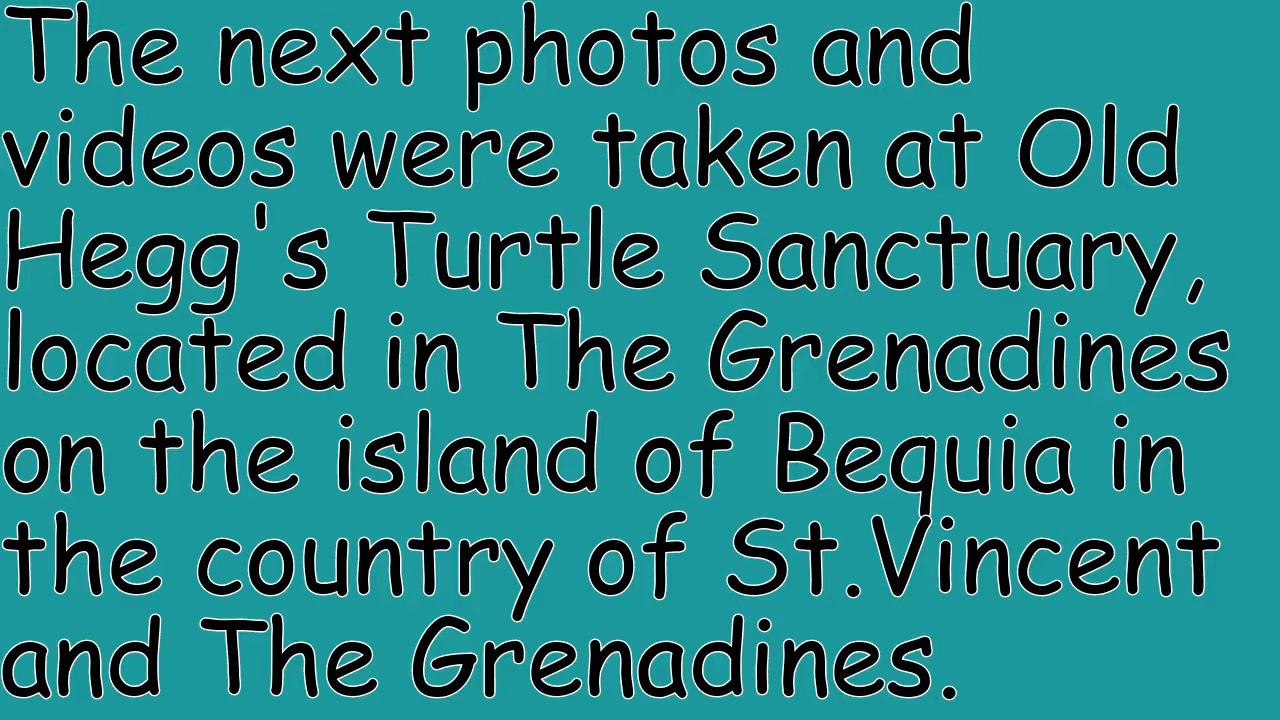 The next photos and
videos were taken at Old
Hegg's Turtle Sanctuary,
located in The Grenadines
on the island of Bequia in
the country of St.Vincent
and The Grenadines.